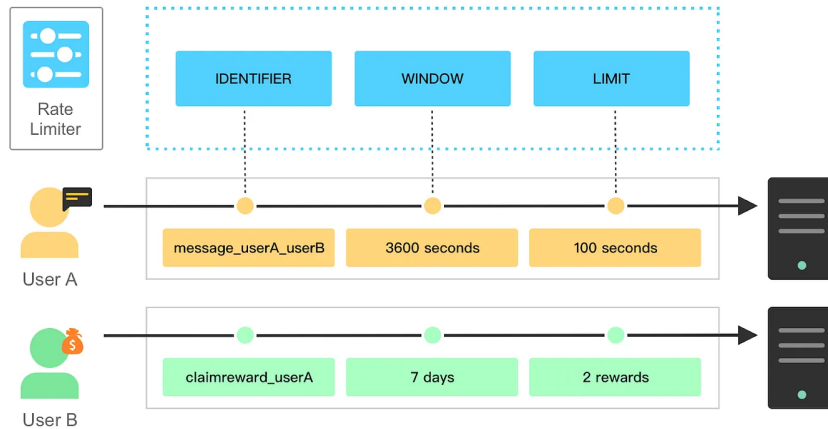 Rate
Limiter
IDENTIFIER
WINDOW
LIMIT
message_userA_userB
3600 seconds
100 seconds
User A
$
claimreward_userA
7 days
2 rewards
User B